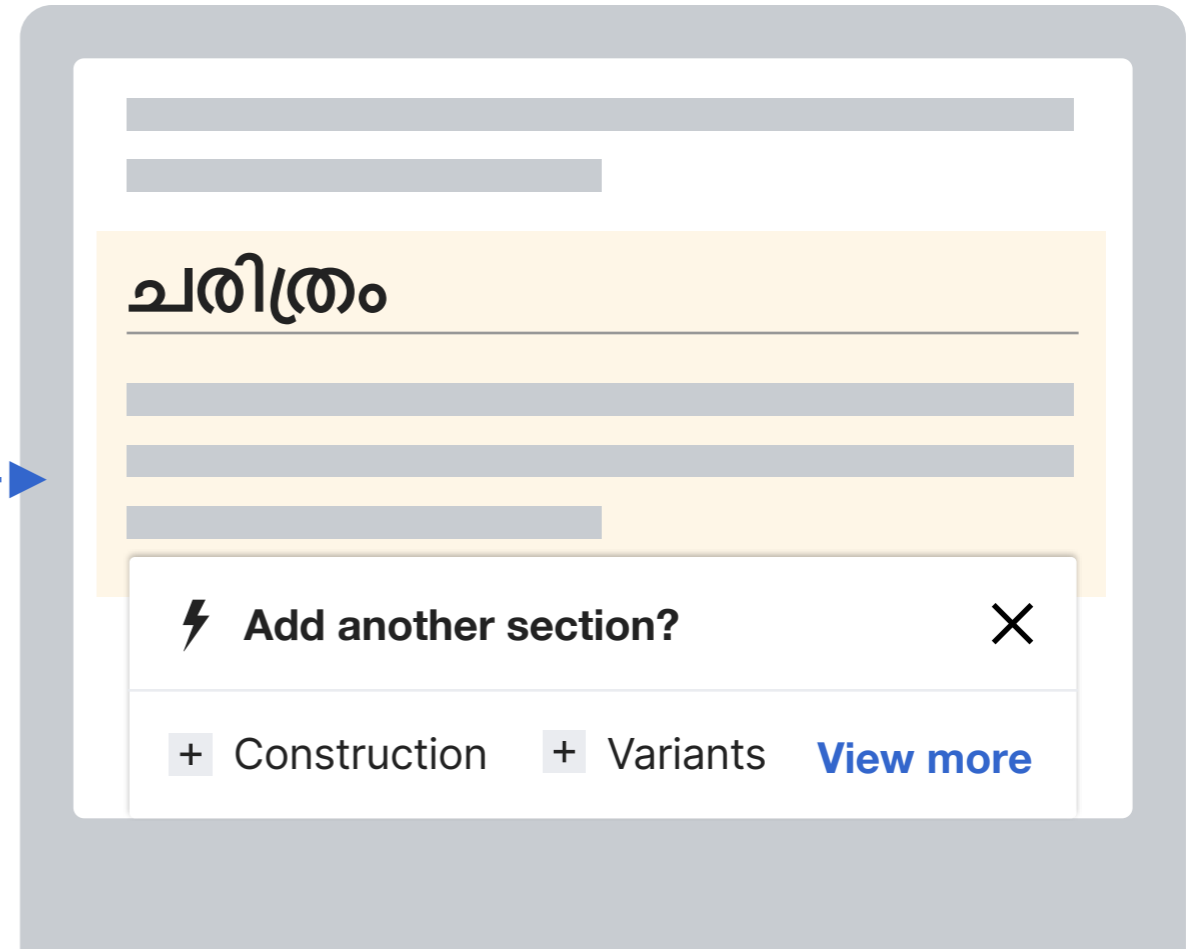 ചരിത്രം
Add another section?
+ Construction + Variants View more